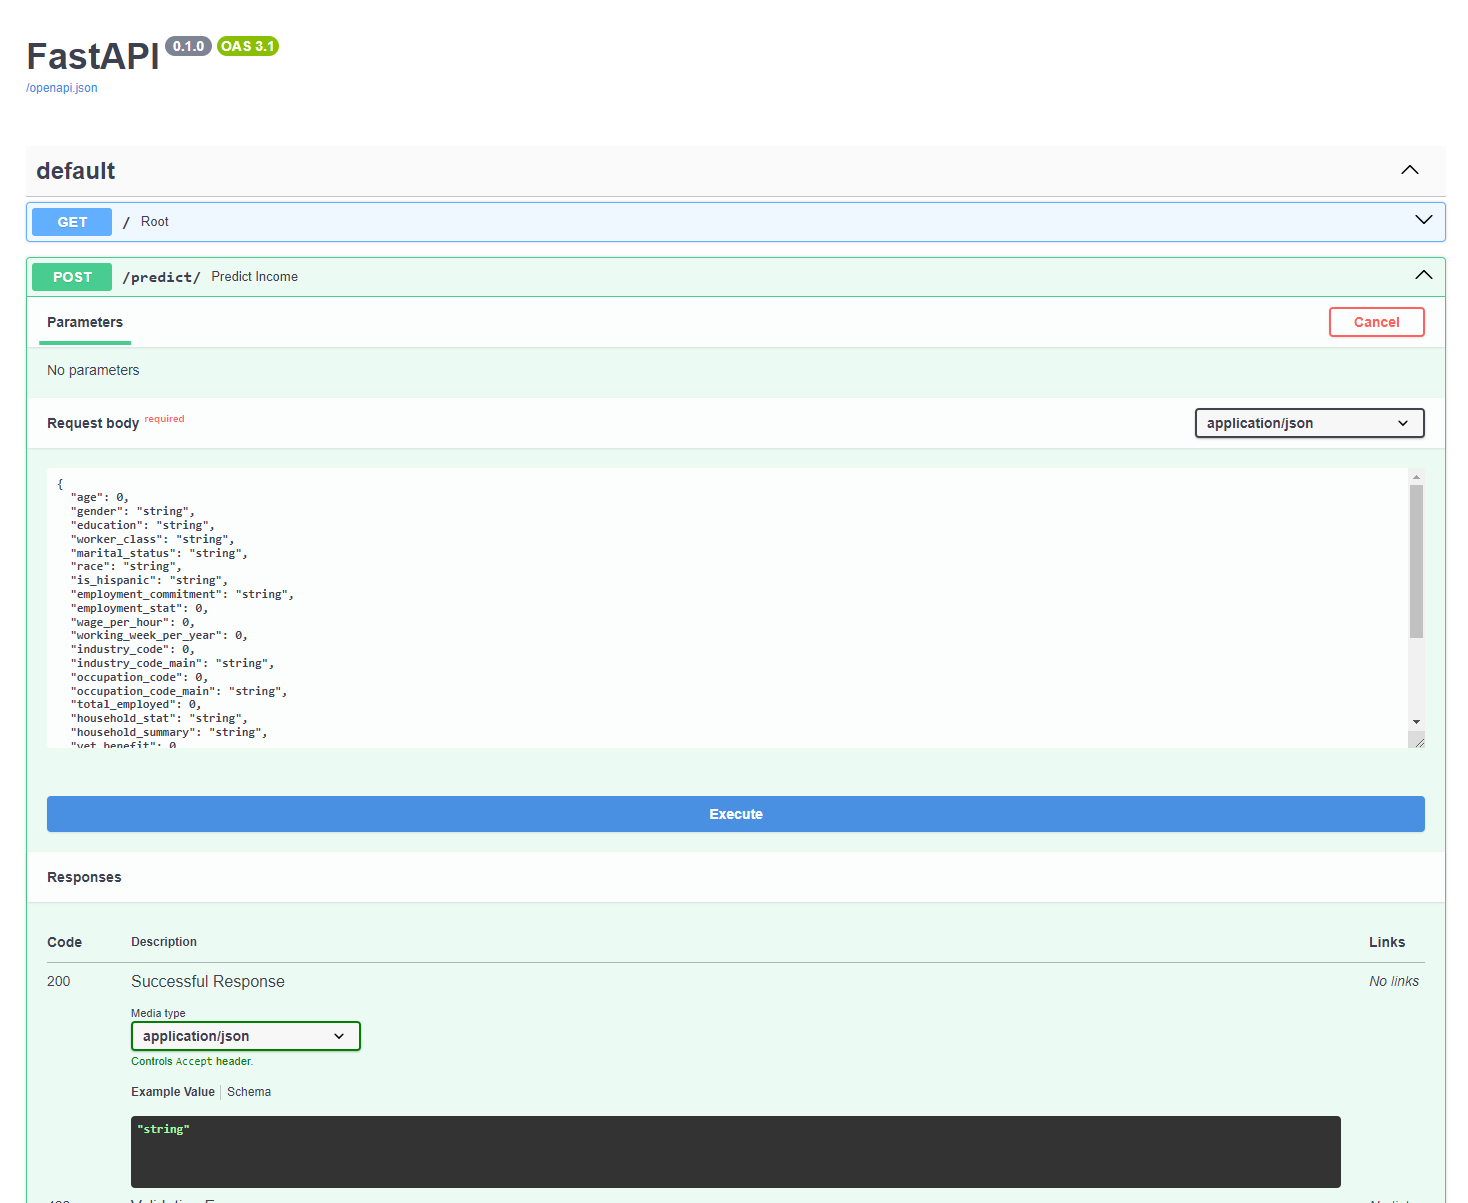 FastAPI 0.1.0 OAS 3.1
/openapi.json
default
GET / Root
POST /predict/ Predict Income
Parameters
Cancel
No parameters
Request body required
application/json
{
"age": 0,
"gender": "string",
"education": "string",
"worker_class": "string",
"marital_status": "string",
"race": "string",
"is_hispanic": "string",
"employment_commitment": "string",
"employment_stat": 0,
"wage_per_hour": 0,
"working_week_per_year": 0,
"industry_code": 0,
"industry_code_main": "string",
"occupation_code": 0,
"occupation_code_main": "string",
"total_employed": 0,
"household_stat": "string",
"household_summary": "string",
"vet_benefit": 0
Execute
Responses
Code Description Links
200 Successful Response No links
Media type
application/json
Controls Accept header.
Example Value Schema
"string"